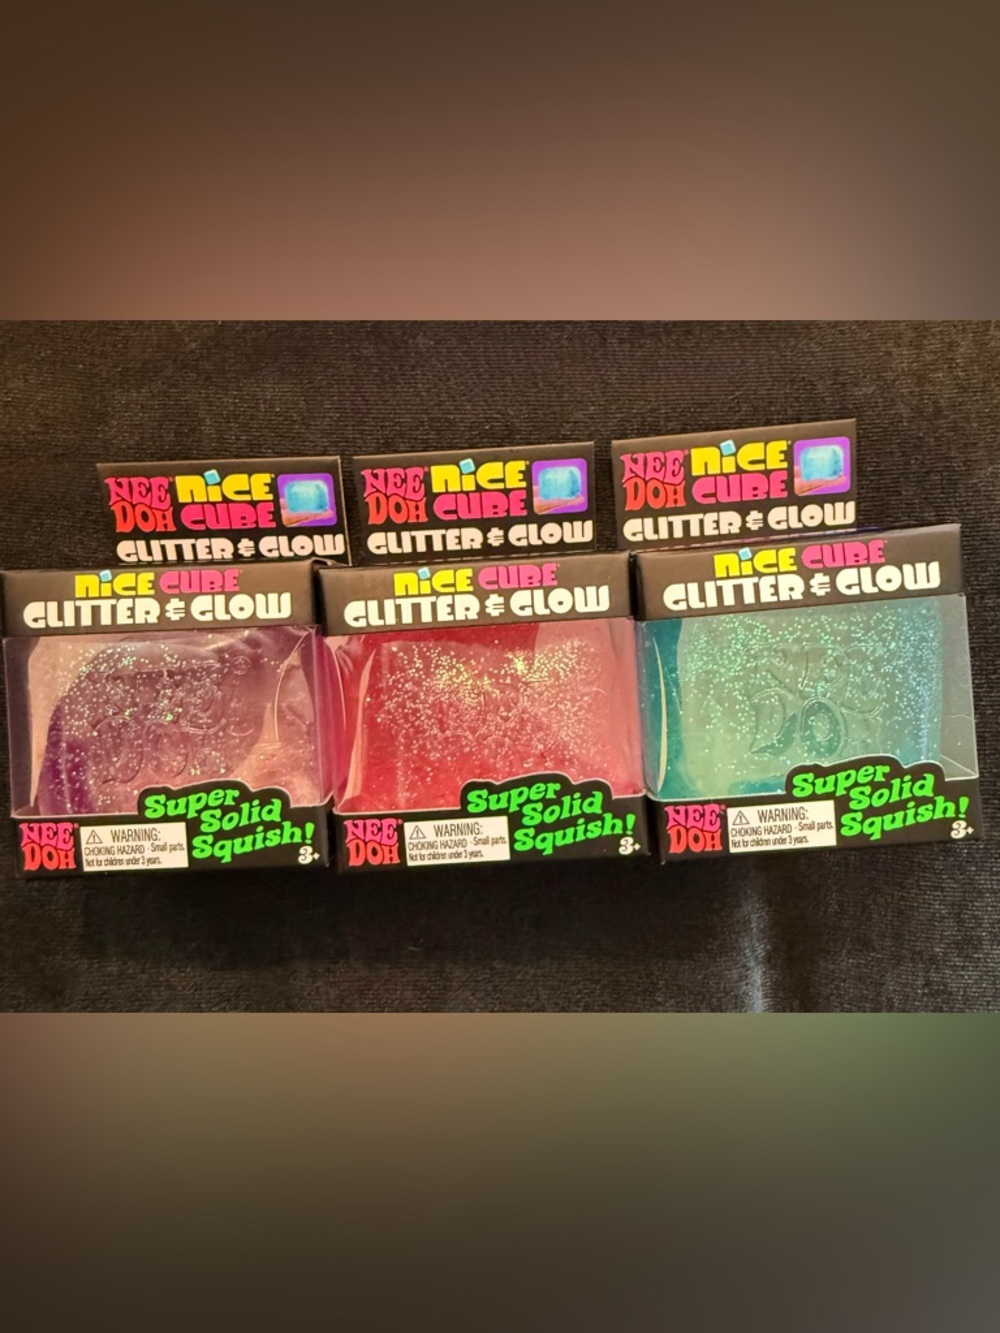 NEE DOH
NiCE CUBE
GLITTER & GLOW
NEE DOH
NiCE CUBE
GLITTER & GLOW
NEE DOH
NiCE CUBE
GLITTER & GLOW
NiCE CUBE
GLITTER & GLOW
NEE DOH
WARNING:
CHOKING HAZARD - Small parts.
Not for children under 3 years.
Super
Solid
Squish!
3+
NiCE CUBE
GLITTER & GLOW
NEE DOH
WARNING:
CHOKING HAZARD - Small parts.
Not for children under 3 years.
Super
Solid
Squish!
3+
NiCE CUBE
GLITTER & GLOW
NEE
DO
NEE DOH
WARNING:
CHOKING HAZARD - Small parts.
Not for children under 3 years.
Super
Solid
Squish!
3+